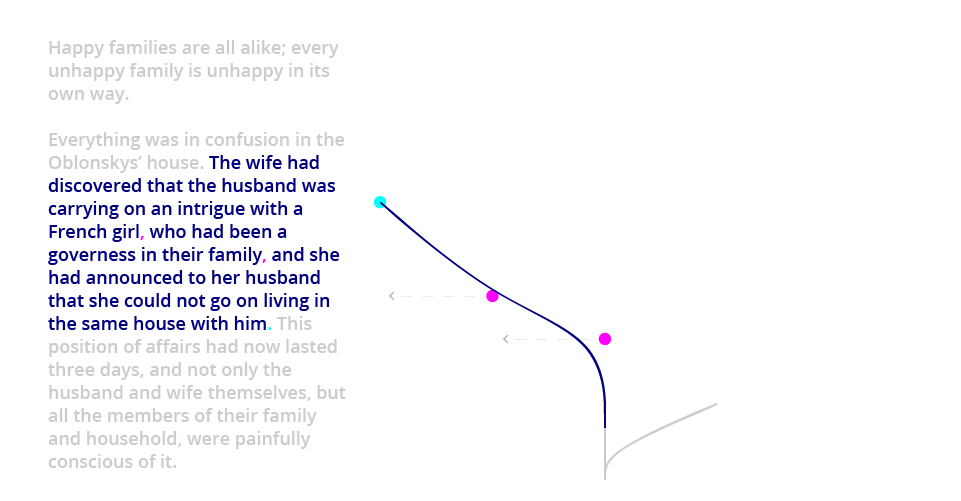 Happy families are all alike; every
unhappy family is unhappy in its
own way.
Everything was in confusion in the
Oblonskys’ house. The wife had
discovered that the husband was
carrying on an intrigue with a
French girl, who had been a
governess in their family, and she
had announced to her husband
that she could not go on living in
the same house with him. This
position of affairs had now lasted
three days, and not only the
husband and wife themselves, but
all the members of their family
and household, were painfully
conscious of it.